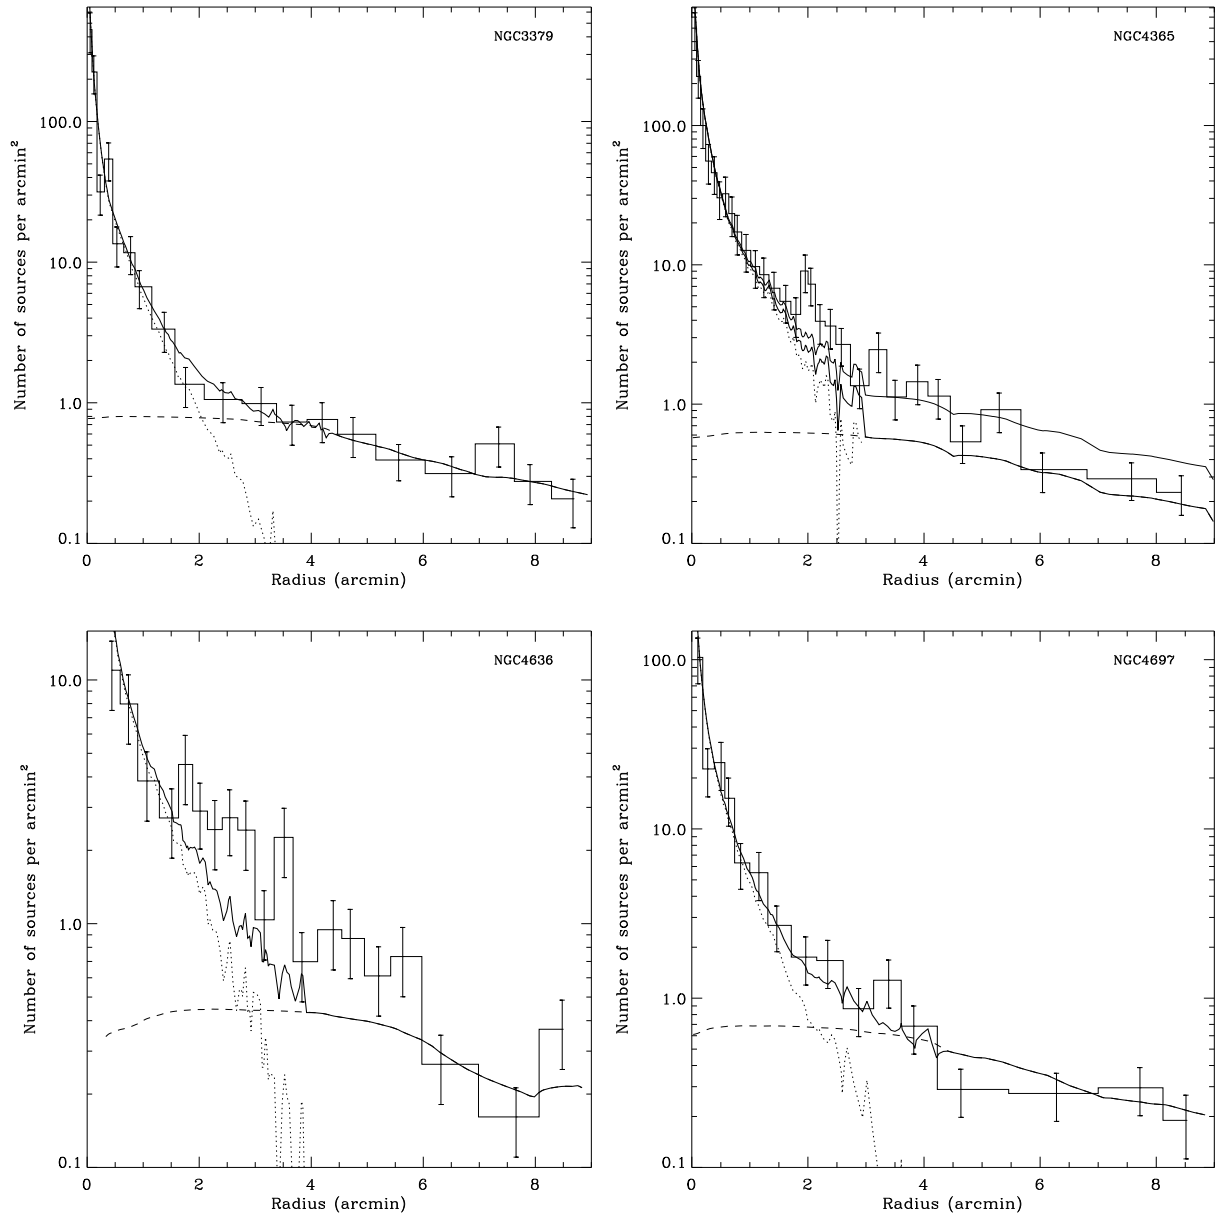 NGC3379
Number of sources per arcmin²
100.0
10.0
1.0
0.1
0 2 4 6 8
Radius (arcmin)
NGC4365
Number of sources per arcmin²
100.0
10.0
1.0
0.1
0 2 4 6 8
Radius (arcmin)
NGC4636
Number of sources per arcmin²
10.0
1.0
0.1
0 2 4 6 8
Radius (arcmin)
NGC4697
Number of sources per arcmin²
100.0
10.0
1.0
0.1
0 2 4 6 8
Radius (arcmin)